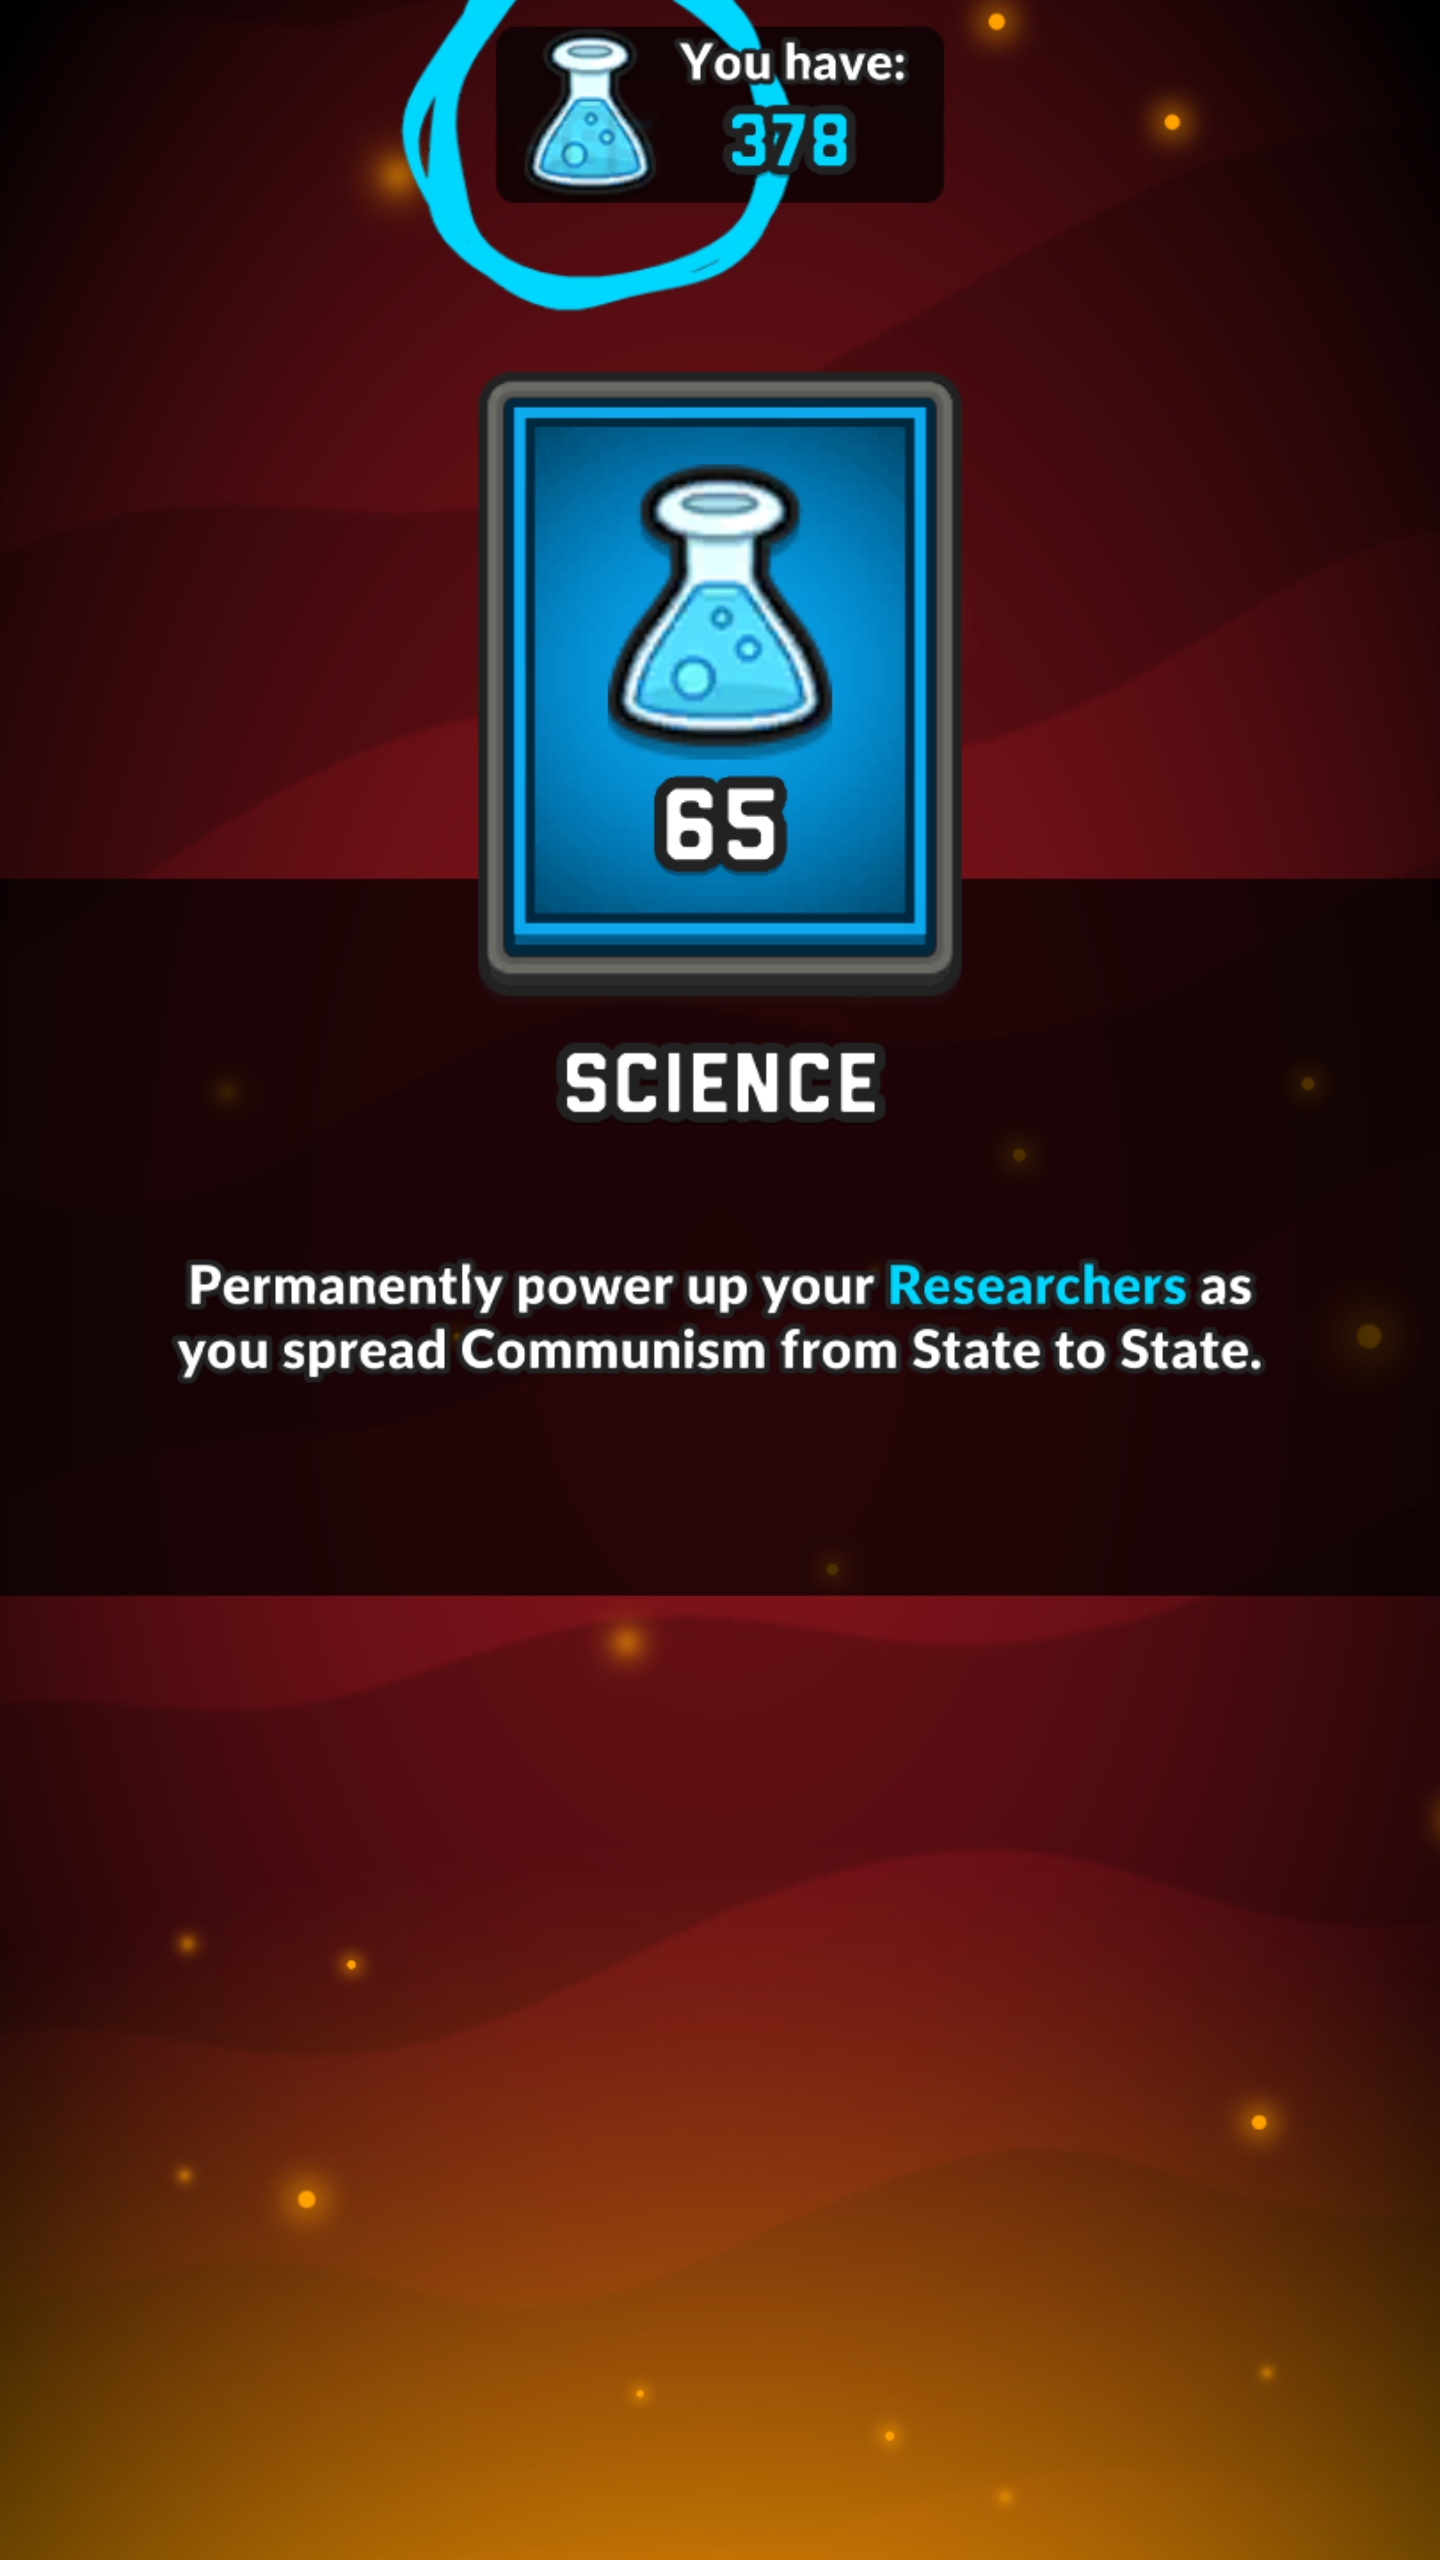 You have:
378
65
SCIENCE
Permanently power up your Researchers as
you spread Communism from State to State.